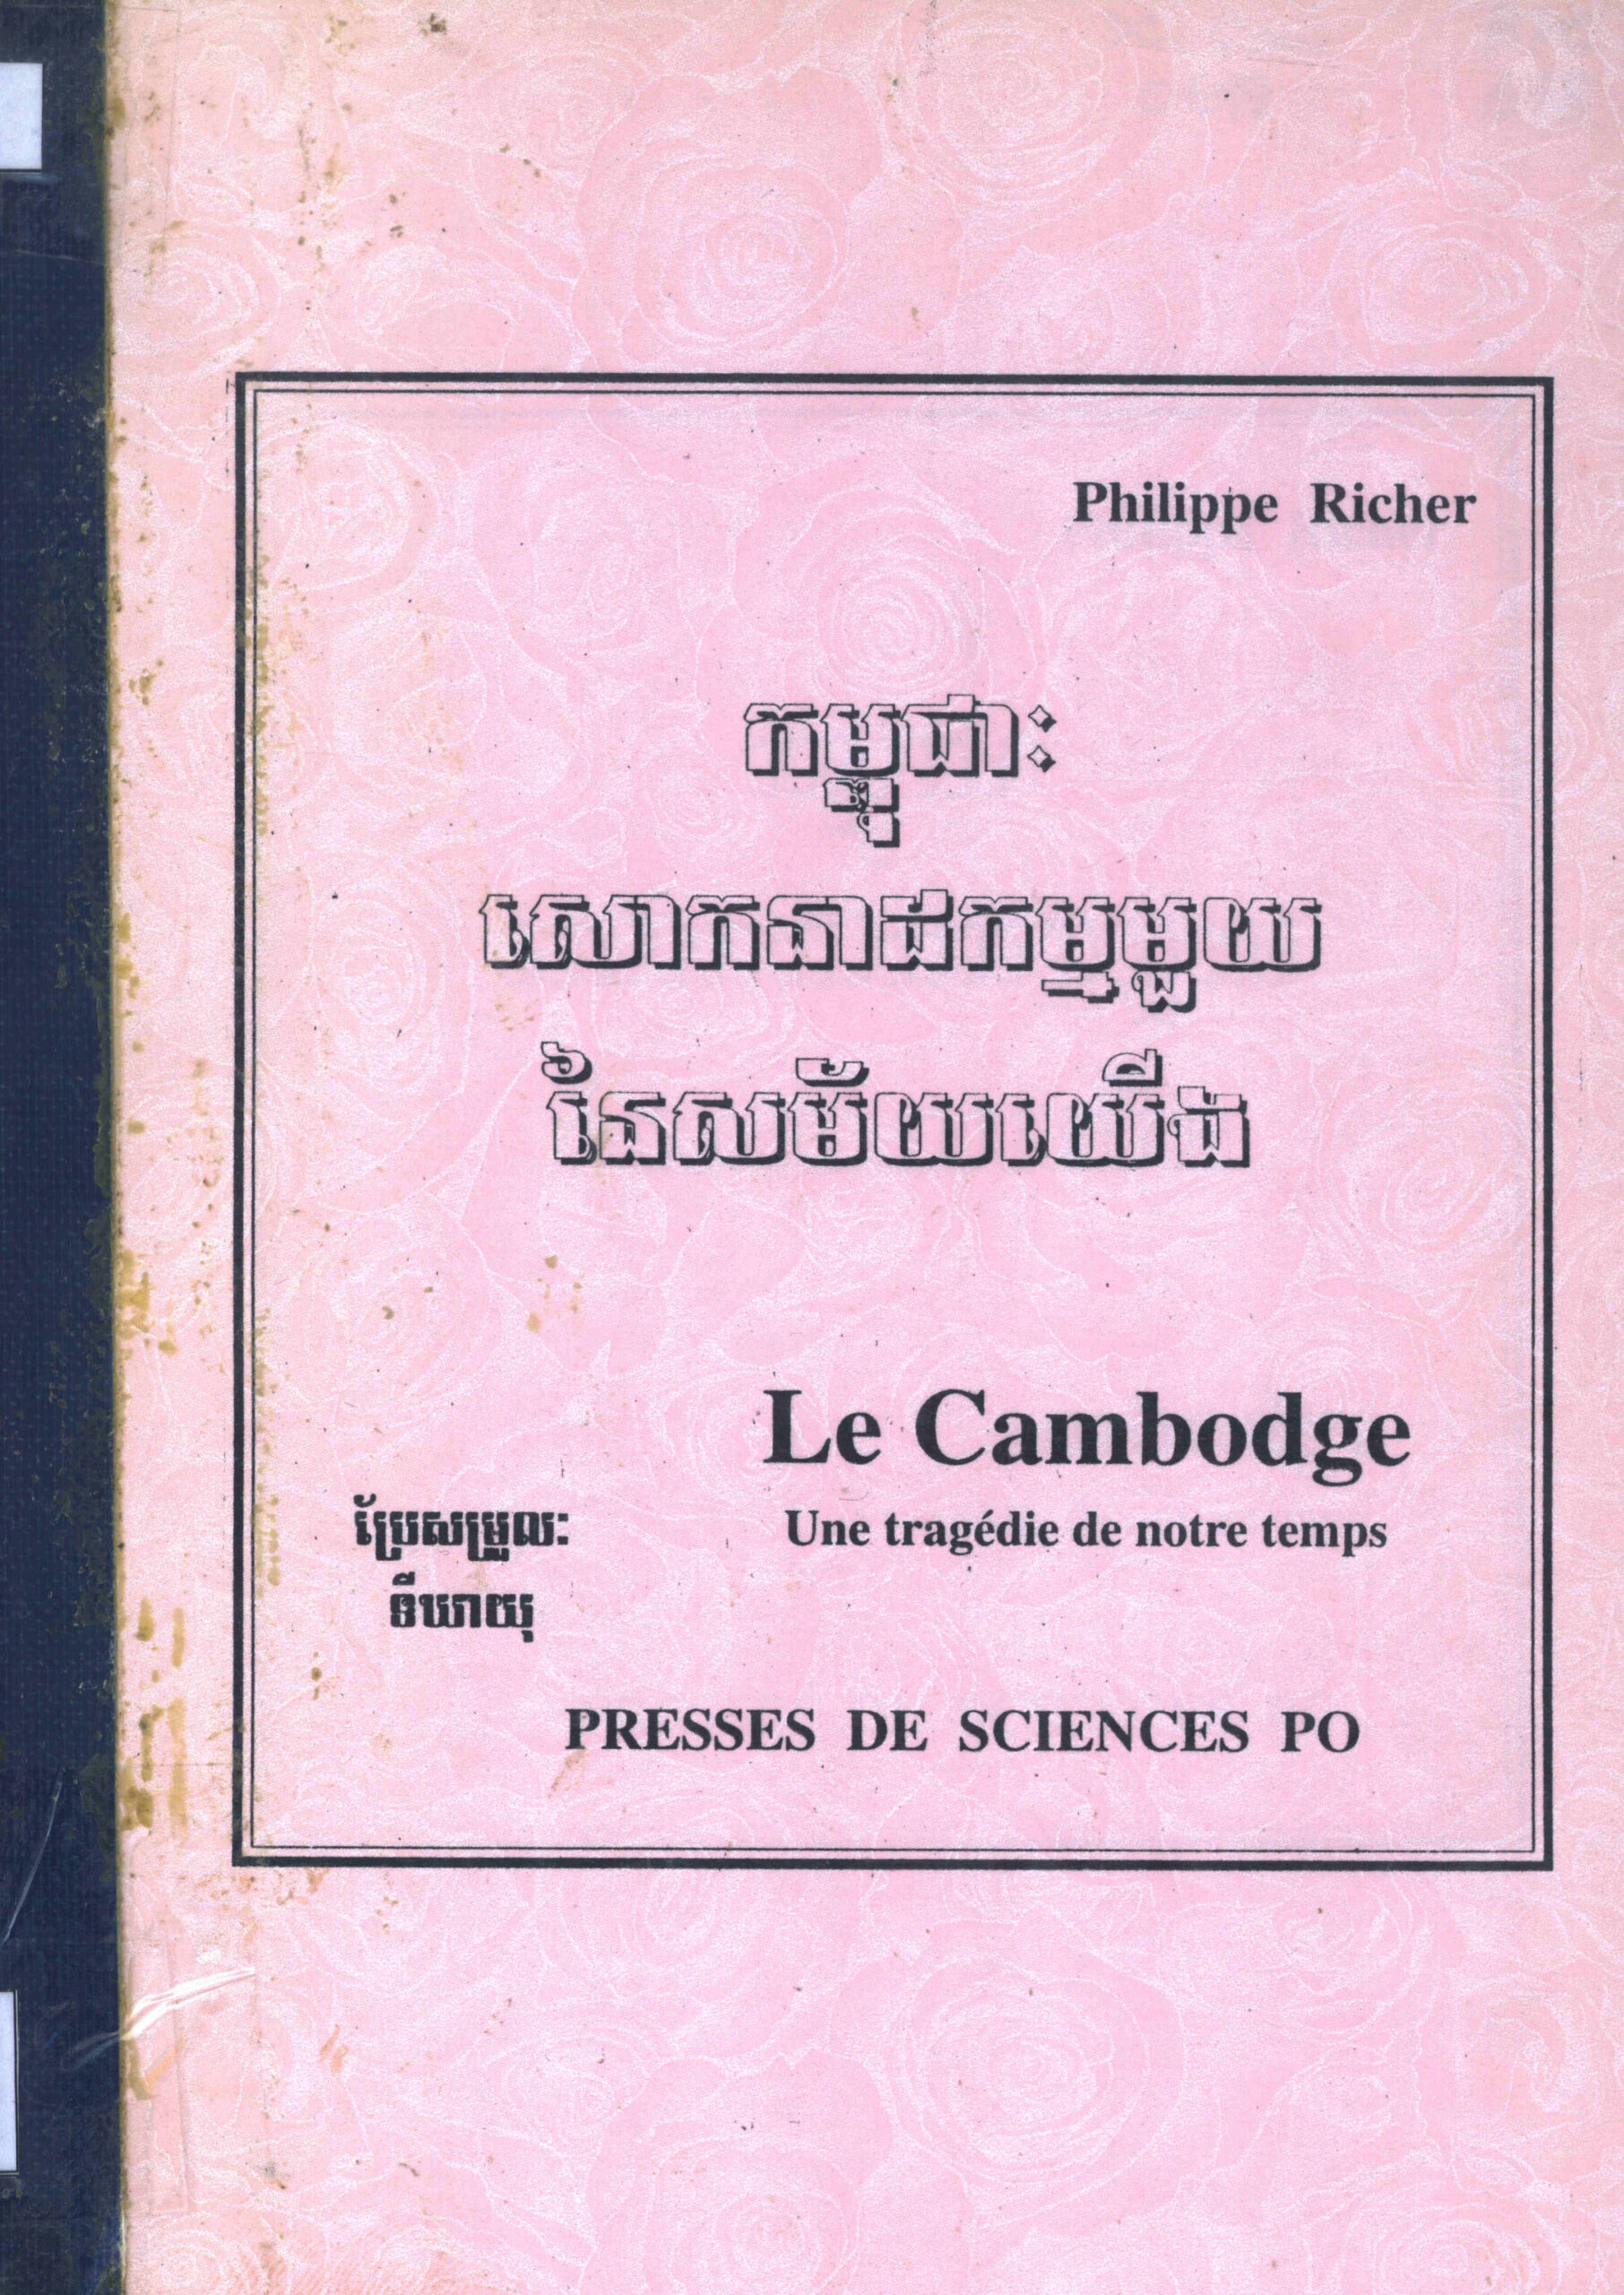 Philippe Richer
កម្ពុជាៈ
សោកនាដកម្មមួយ
នៃសម័យយើង
Le Cambodge
Une tragédie de notre temps
ប្រែសម្រួលៈ
ទីឃាយុ
PRESSES DE SCIENCES PO